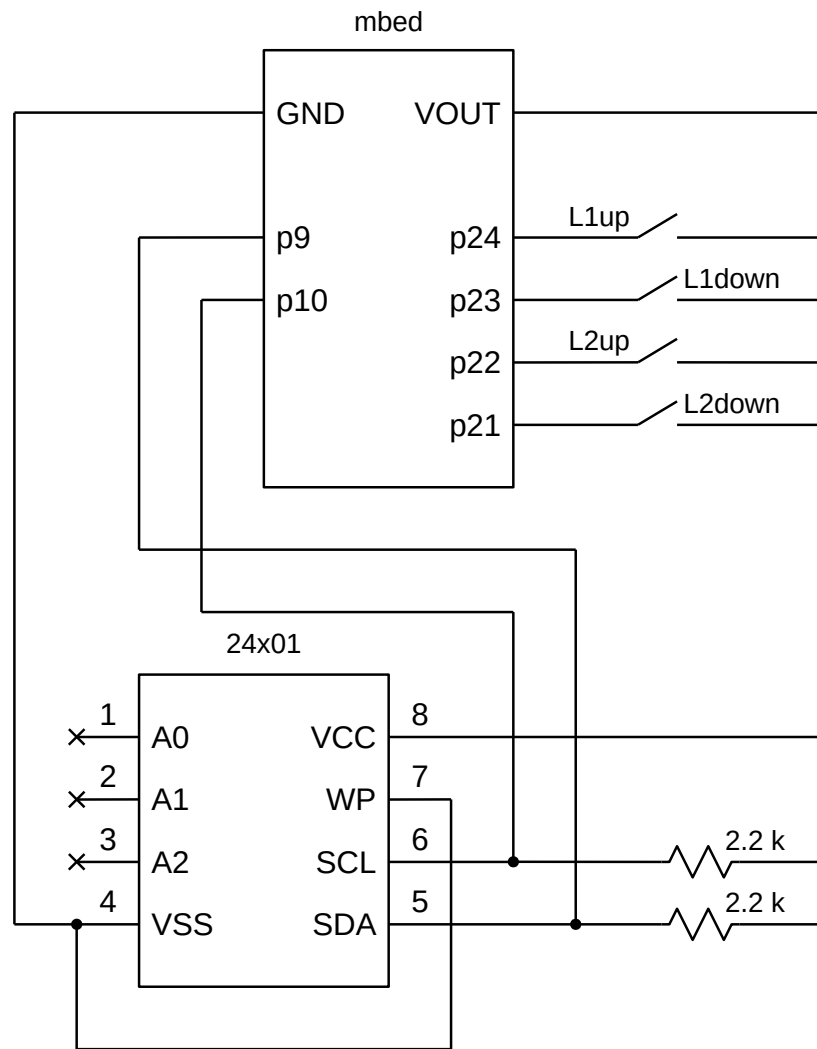 mbed
GND VOUT
L1up
p9 p24
L1down
p10 p23
L2up
p22
L2down
p21
24x01
1 8
A0 VCC
2 7
A1 WP
3 6 2.2 k
A2 SCL
4 5 2.2 k
VSS SDA